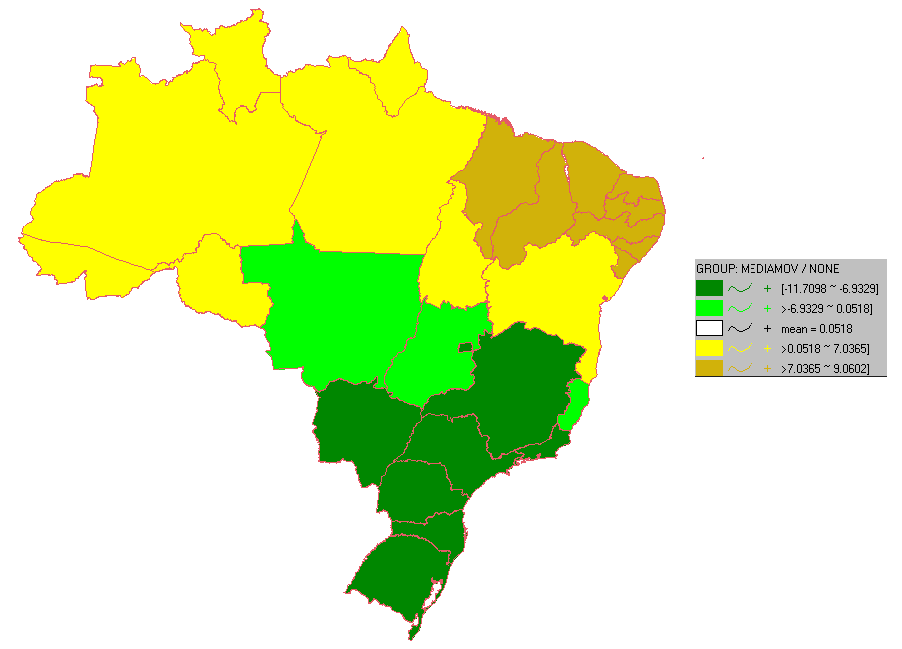 GROUP: MEDIAMOV / NONE
[-11.7098 ~ -6.9329]
>-6.9329 ~ 0.0518]
mean = 0.0518
>0.0518 ~ 7.0365]
>7.0365 ~ 9.0602]